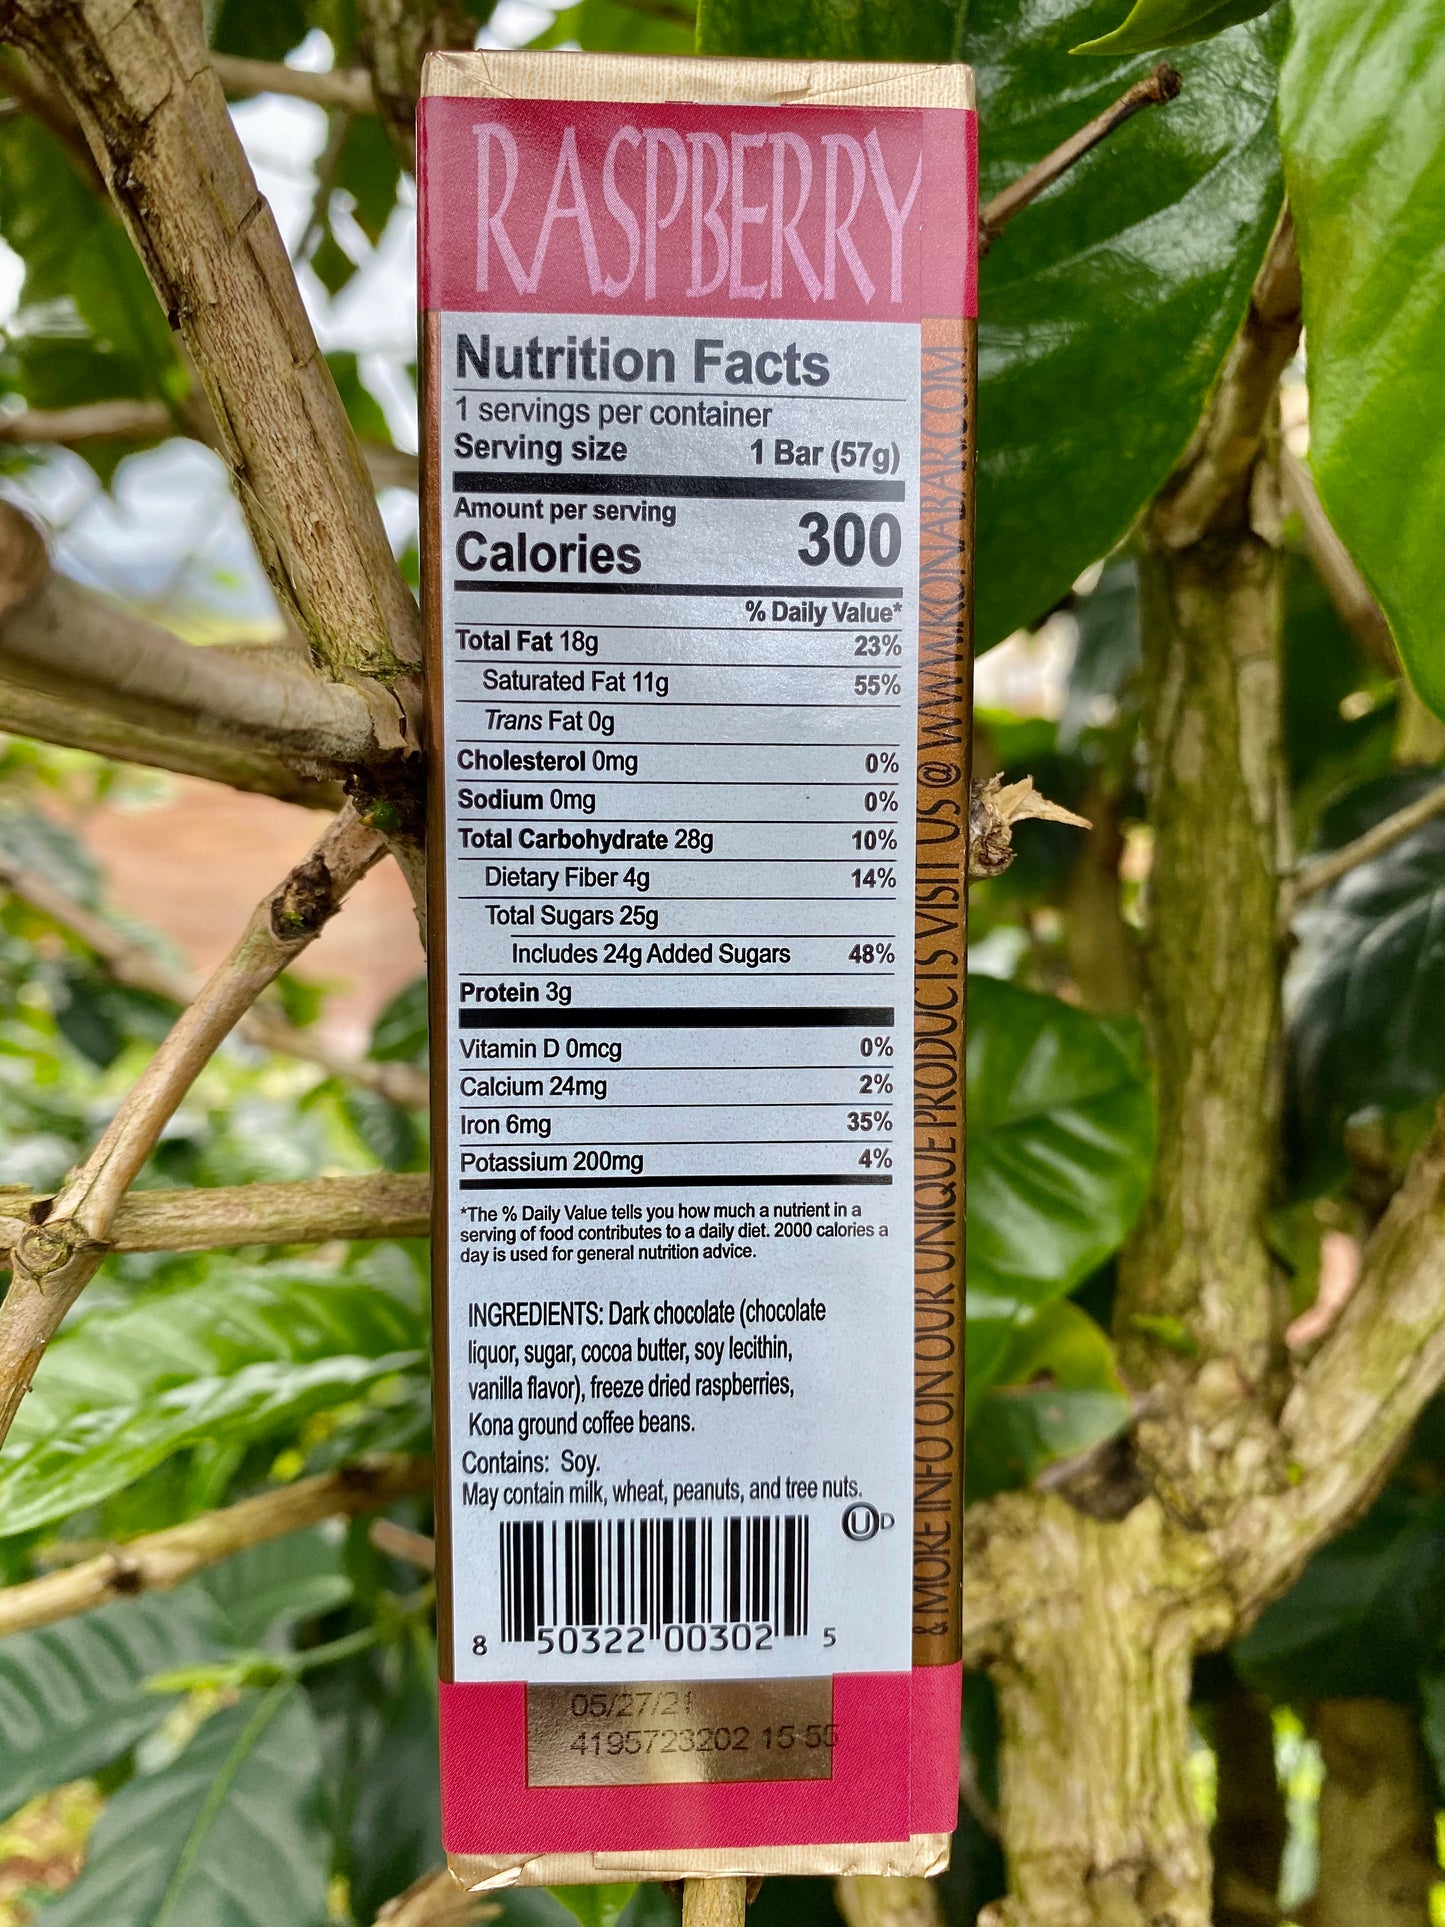 RASPBERRY
Nutrition Facts
1 servings per container
Serving size 1 Bar (57g)
Amount per serving
Calories 300
% Daily Value*
Total Fat 18g 23%
Saturated Fat 11g 55%
Trans Fat 0g
Cholesterol 0mg 0%
Sodium 0mg 0%
Total Carbohydrate 28g 10%
Dietary Fiber 4g 14%
Total Sugars 25g
Includes 24g Added Sugars 48%
Protein 3g
Vitamin D 0mcg 0%
Calcium 24mg 2%
Iron 6mg 35%
Potassium 200mg 4%
*The % Daily Value tells you how much a nutrient in a
serving of food contributes to a daily diet. 2000 calories a
day is used for general nutrition advice.
INGREDIENTS: Dark chocolate (chocolate
liquor, sugar, cocoa butter, soy lecithin,
vanilla flavor), freeze dried raspberries,
Kona ground coffee beans.
Contains: Soy.
May contain milk, wheat, peanuts, and tree nuts.
U D
8 50322 00302 5
05/27/21
4195723202 15 55
& MORE INFO ON OUR UNIQUE PRODUCTS VISIT US @ WWW.KONABAR.COM